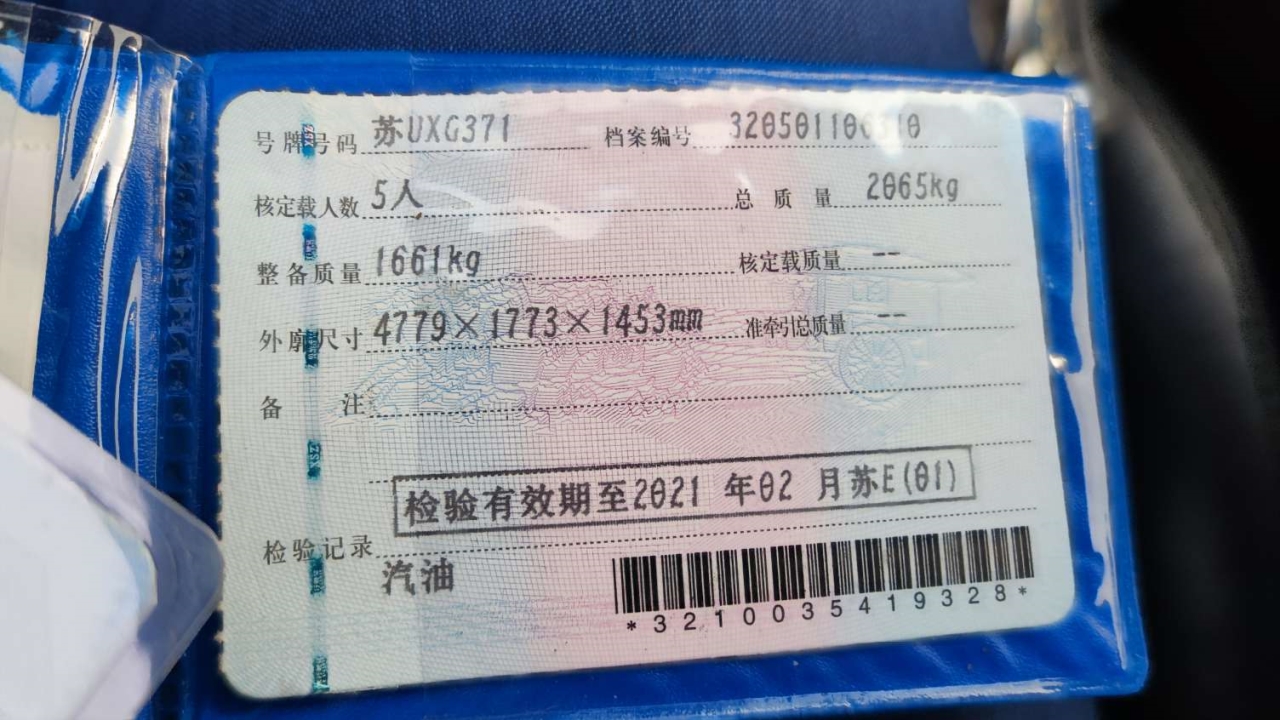 号牌号码 苏UXG371 档案编号 320501106310
核定载人数 5人 总质量 2065kg
整备质量 1661kg 核定载质量 --
外廓尺寸 4779×1773×1453mm 准牵引总质量 --
备注
检验有效期至2021 年02 月苏E(01)
检验记录
汽油
*3210035419328*